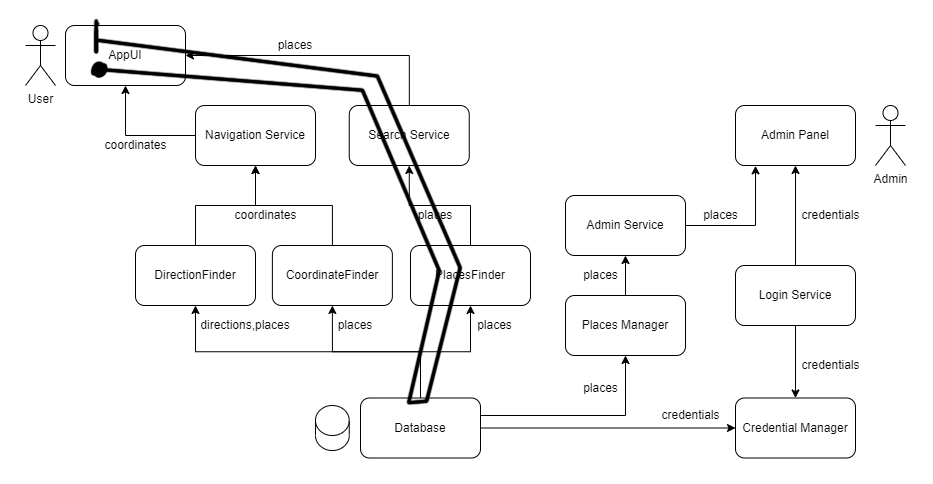 places
AppUI
User
Navigation Service
Search Service
Admin Panel
coordinates
Admin
coordinates
places
Admin Service
places
credentials
DirectionFinder
CoordinateFinder
PlacesFinder
places
Login Service
directions,places
places
places
Places Manager
credentials
places
credentials
Database
Credential Manager